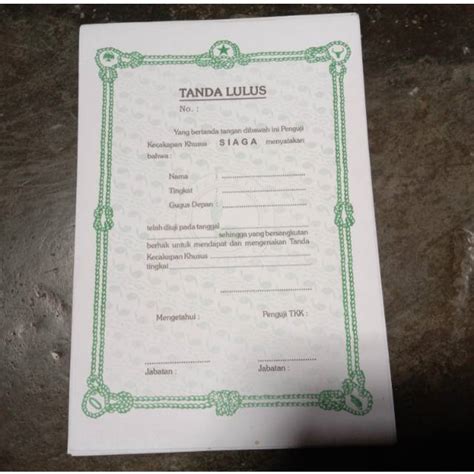 TANDA LULUS
No. :
Yang bertanda tangan dibawah ini Penguji
Kecakapan Khusus SIAGA menyatakan
bahwa :
Nama :
Tingkat :
Gugus Depan :
telah diuji pada tanggal
sehingga yang bersangkutan
berhak untuk mendapat dan mengenakan Tanda
Kecakapan Khusus
tingkat
Mengetahui : Penguji TKK :
Jabatan : Jabatan :